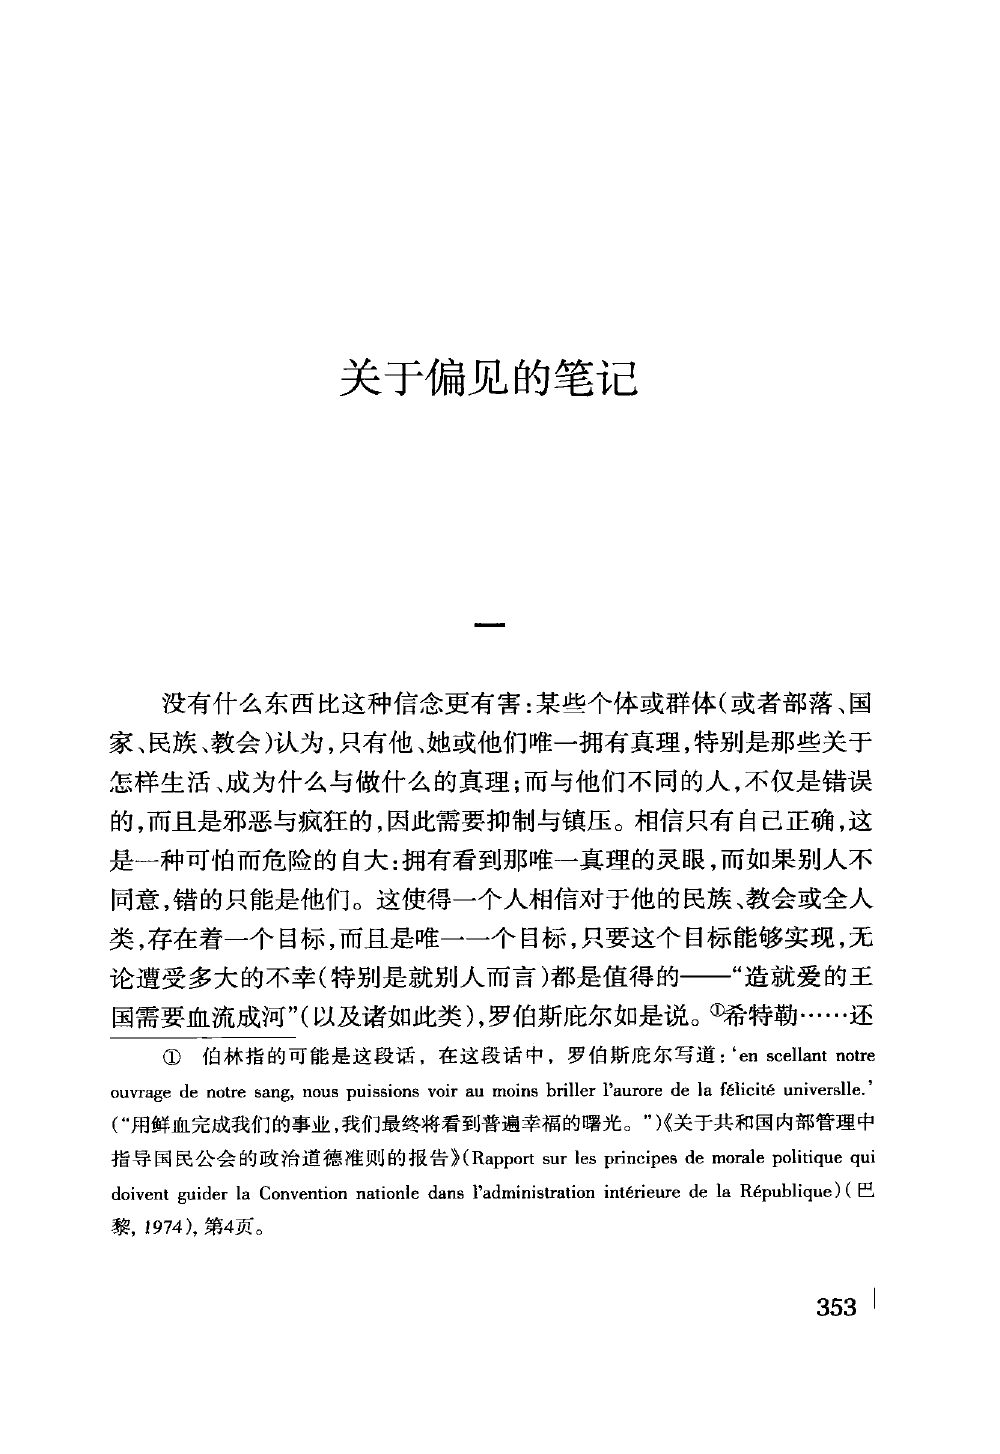 关于偏见的笔记
一
没有什么东西比这种信念更有害:某些个体或群体(或者部落、国
家、民族、教会)认为,只有他、她或他们唯一拥有真理,特别是那些关于
怎样生活、成为什么与做什么的真理;而与他们不同的人,不仅是错误
的,而且是邪恶与疯狂的,因此需要抑制与镇压。相信只有自己正确,这
是一种可怕而危险的自大:拥有看到那唯一真理的灵眼,而如果别人不
同意,错的只能是他们。这使得一个人相信对于他的民族、教会或全人
类,存在着一个目标,而且是唯一一个目标,只要这个目标能够实现,无
论遭受多大的不幸(特别是就别人而言)都是值得的——“造就爱的王
国需要血流成河”(以及诸如此类),罗伯斯庇尔如是说。①希特勒……还
① 伯林指的可能是这段话,在这段话中,罗伯斯庇尔写道:‘en scellant notre
ouvrage de notre sang, nous puissions voir au moins briller l’aurore de la félicité universlle.’
(“用鲜血完成我们的事业,我们最终将看到普遍幸福的曙光。”)《关于共和国内部管理中
指导国民公会的政治道德准则的报告》(Rapport sur les principes de morale politique qui
doivent guider la Convention nationle dans l’administration intérieure de la République)(巴
黎, 1974), 第4页。
353